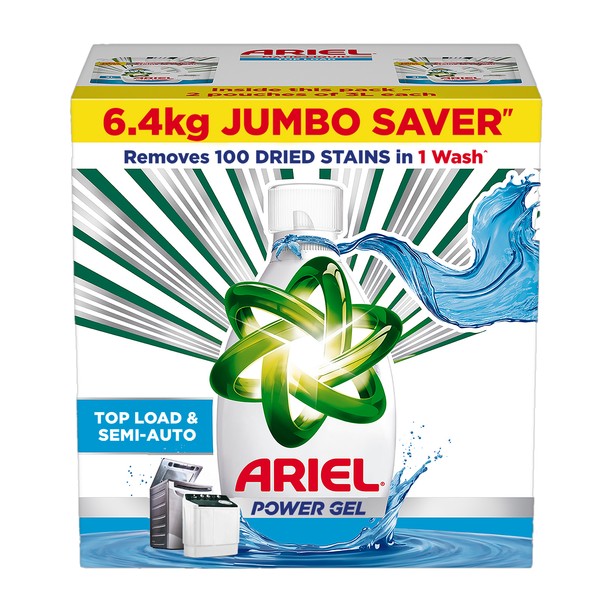 ARIEL
Inside this pack -
2 pouches of 3L each
6.4kg JUMBO SAVER"
Removes 100 DRIED STAINS in 1 Wash^
TOP LOAD &
SEMI-AUTO
ARIEL
POWER GEL